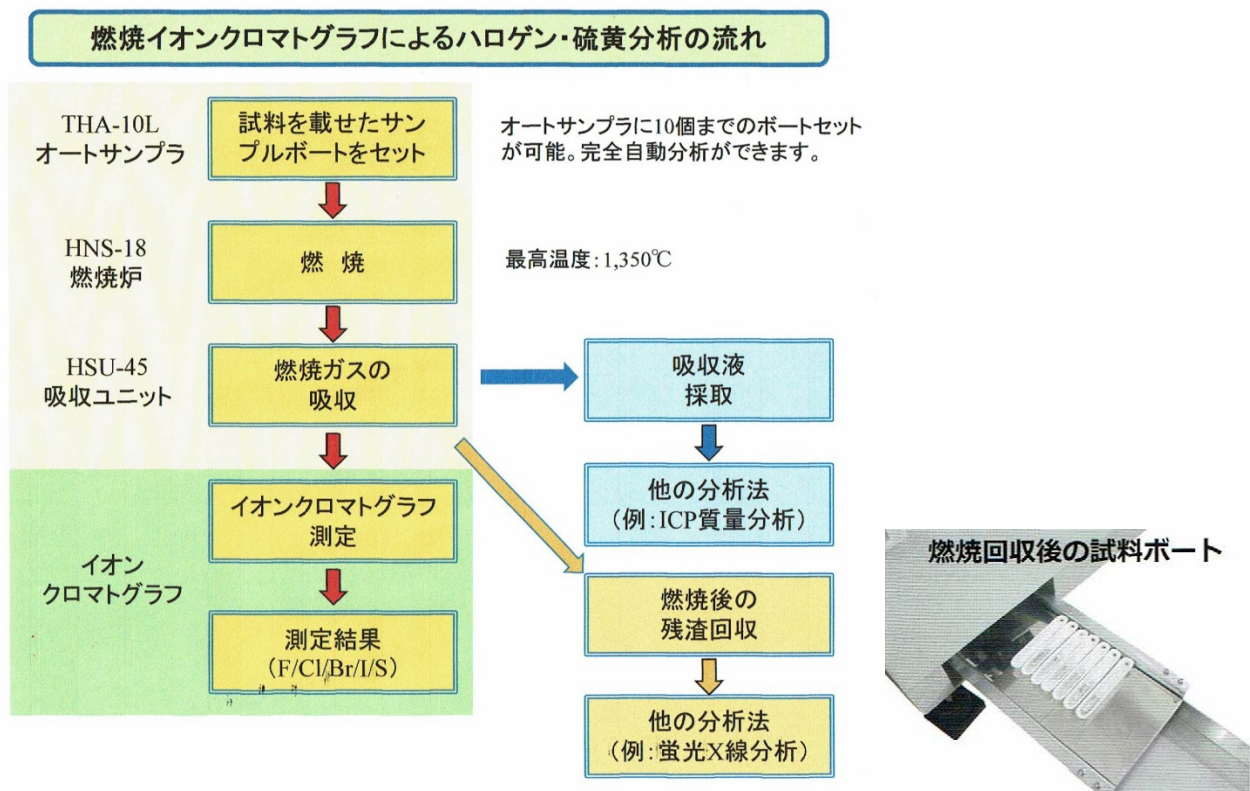 燃焼イオンクロマトグラフによるハロゲン・硫黄分析の流れ
THA-10L
オートサンプラ
試料を載せたサン
プルボートをセット
オートサンプラに10個までのボートセット
が可能。完全自動分析ができます。
HNS-18
燃焼炉
燃 焼
最高温度:1,350℃
HSU-45
吸収ユニット
燃焼ガスの
吸収
吸収液
採取
イオンクロマトグラフ
測定
他の分析法
(例:ICP質量分析)
イオン
クロマトグラフ
燃焼後の
残渣回収
測定結果
(F/Cl/Br/I/S)
他の分析法
(例:蛍光X線分析)
燃焼回収後の試料ボート